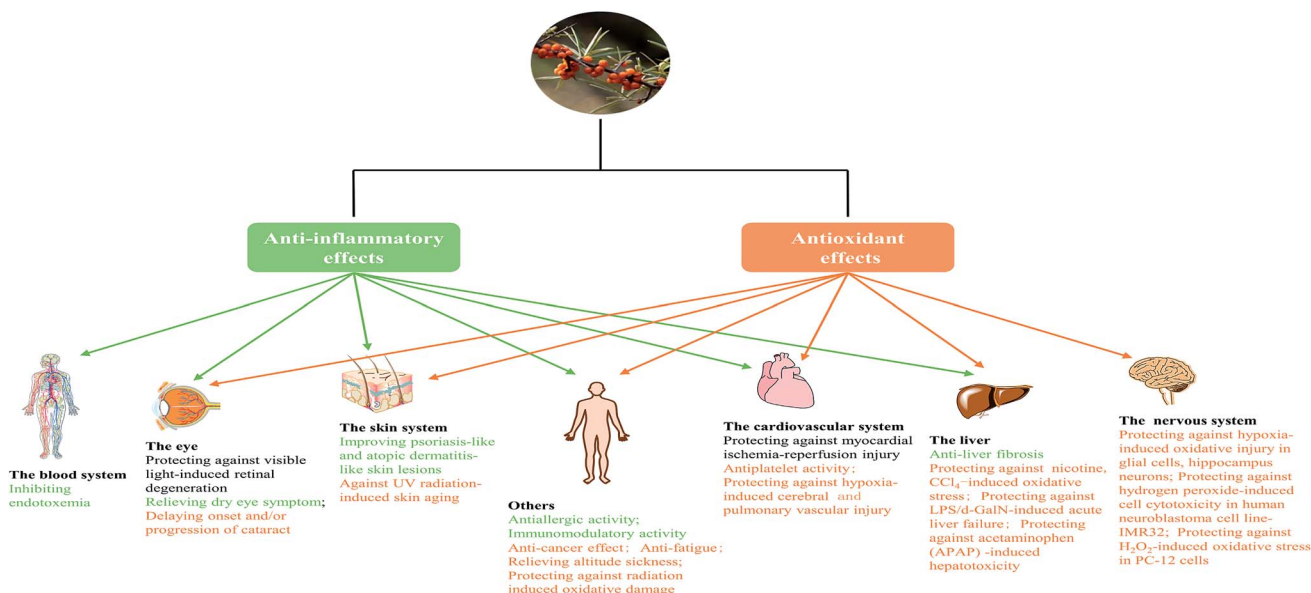 Anti-inflammatory
effects
Antioxidant
effects
The blood system
Inhibiting
endotoxemia
The eye
Protecting against visible
light-induced retinal
degeneration
Relieving dry eye symptom;
Delaying onset and/or
progression of cataract
The skin system
Improving psoriasis-like
and atopic dermatitis-
like skin lesions
Against UV radiation-
induced skin aging
Others
Antiallergic activity;
Immunomodulatory activity
Anti-cancer effect; Anti-fatigue;
Relieving altitude sickness;
Protecting against radiation
induced oxidative damage
The cardiovascular system
Protecting against myocardial
ischemia-reperfusion injury
Antiplatelet activity;
Protecting against hypoxia-
induced cerebral and
pulmonary vascular injury
The liver
Anti-liver fibrosis
Protecting against nicotine,
CCl₄-induced oxidative
stress; Protecting against
LPS/d-GalN-induced acute
liver failure; Protecting
against acetaminophen
(APAP) -induced
hepatotoxicity
The nervous system
Protecting against hypoxia-
induced oxidative injury in
glial cells, hippocampus
neurons; Protecting against
hydrogen peroxide-induced
cell cytotoxicity in human
neuroblastoma cell line-
IMR32; Protecting against
H₂O₂-induced oxidative stress
in PC-12 cells